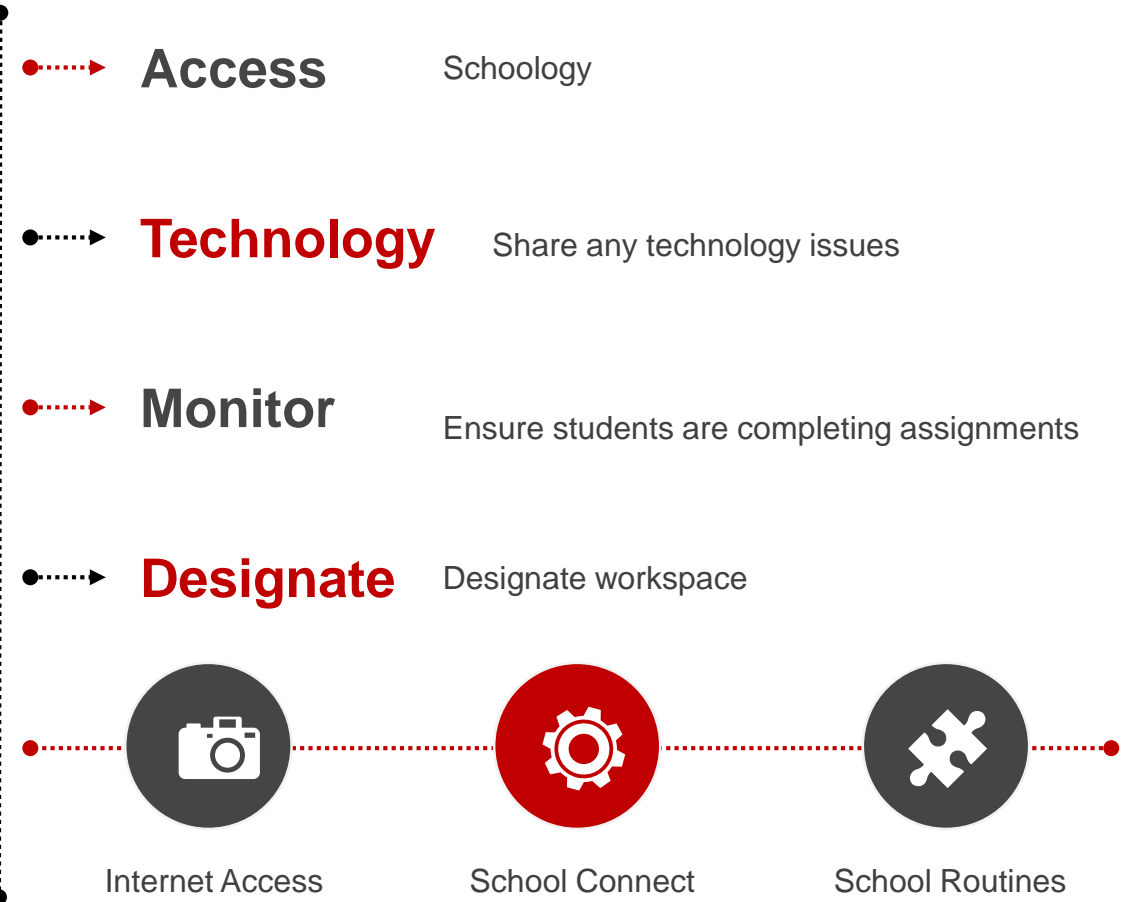 Access Schoology
Technology Share any technology issues
Monitor Ensure students are completing assignments
Designate Designate workspace
Internet Access School Connect School Routines